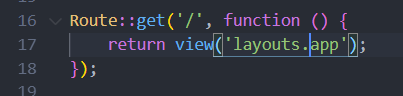 16 Route::get('/', function () {
17 return view('layouts.app');
18 });